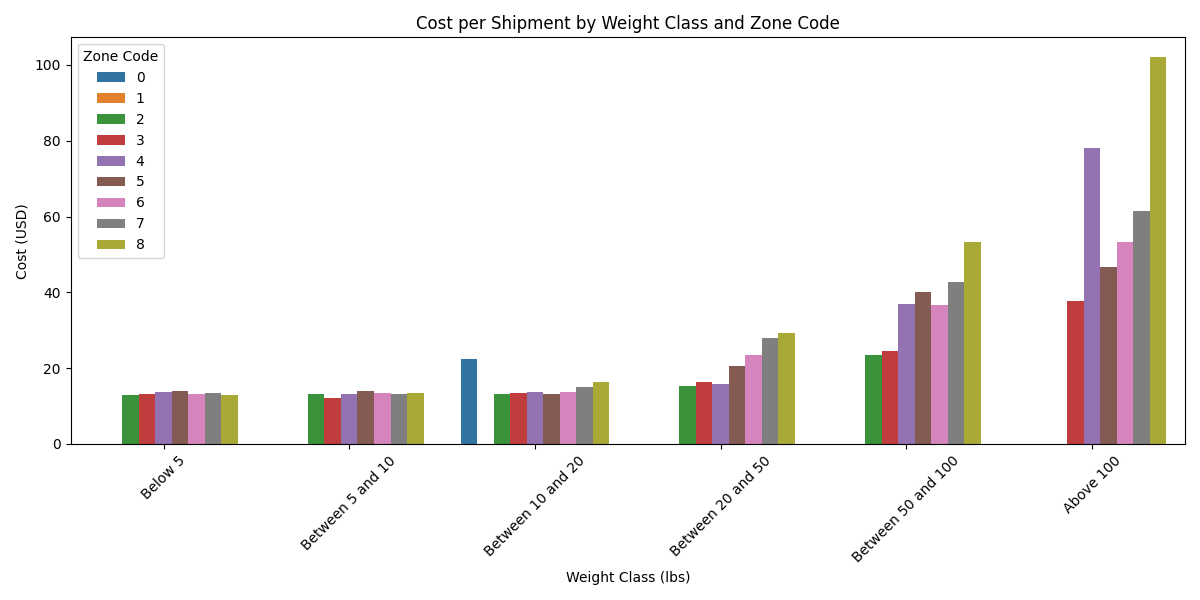 Cost per Shipment by Weight Class and Zone Code
Zone Code
0
1
2
3
4
5
6
7
8
100
80
60
40
20
0
Cost (USD)
Below 5
Between 5 and 10
Between 10 and 20
Between 20 and 50
Between 50 and 100
Above 100
Weight Class (lbs)